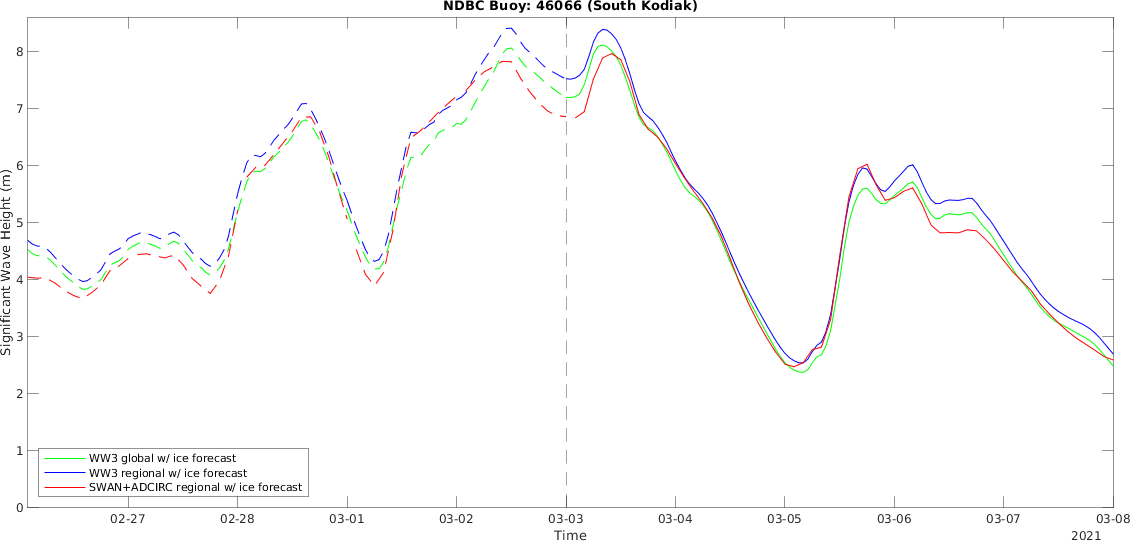 NDBC Buoy: 46066 (South Kodiak)
Significant Wave Height (m)
8
7
6
5
4
3
2
1
0
WW3 global w/ ice forecast
WW3 regional w/ ice forecast
SWAN+ADCIRC regional w/ ice forecast
02-27 02-28 03-01 03-02 03-03 03-04 03-05 03-06 03-07 03-08
Time
2021